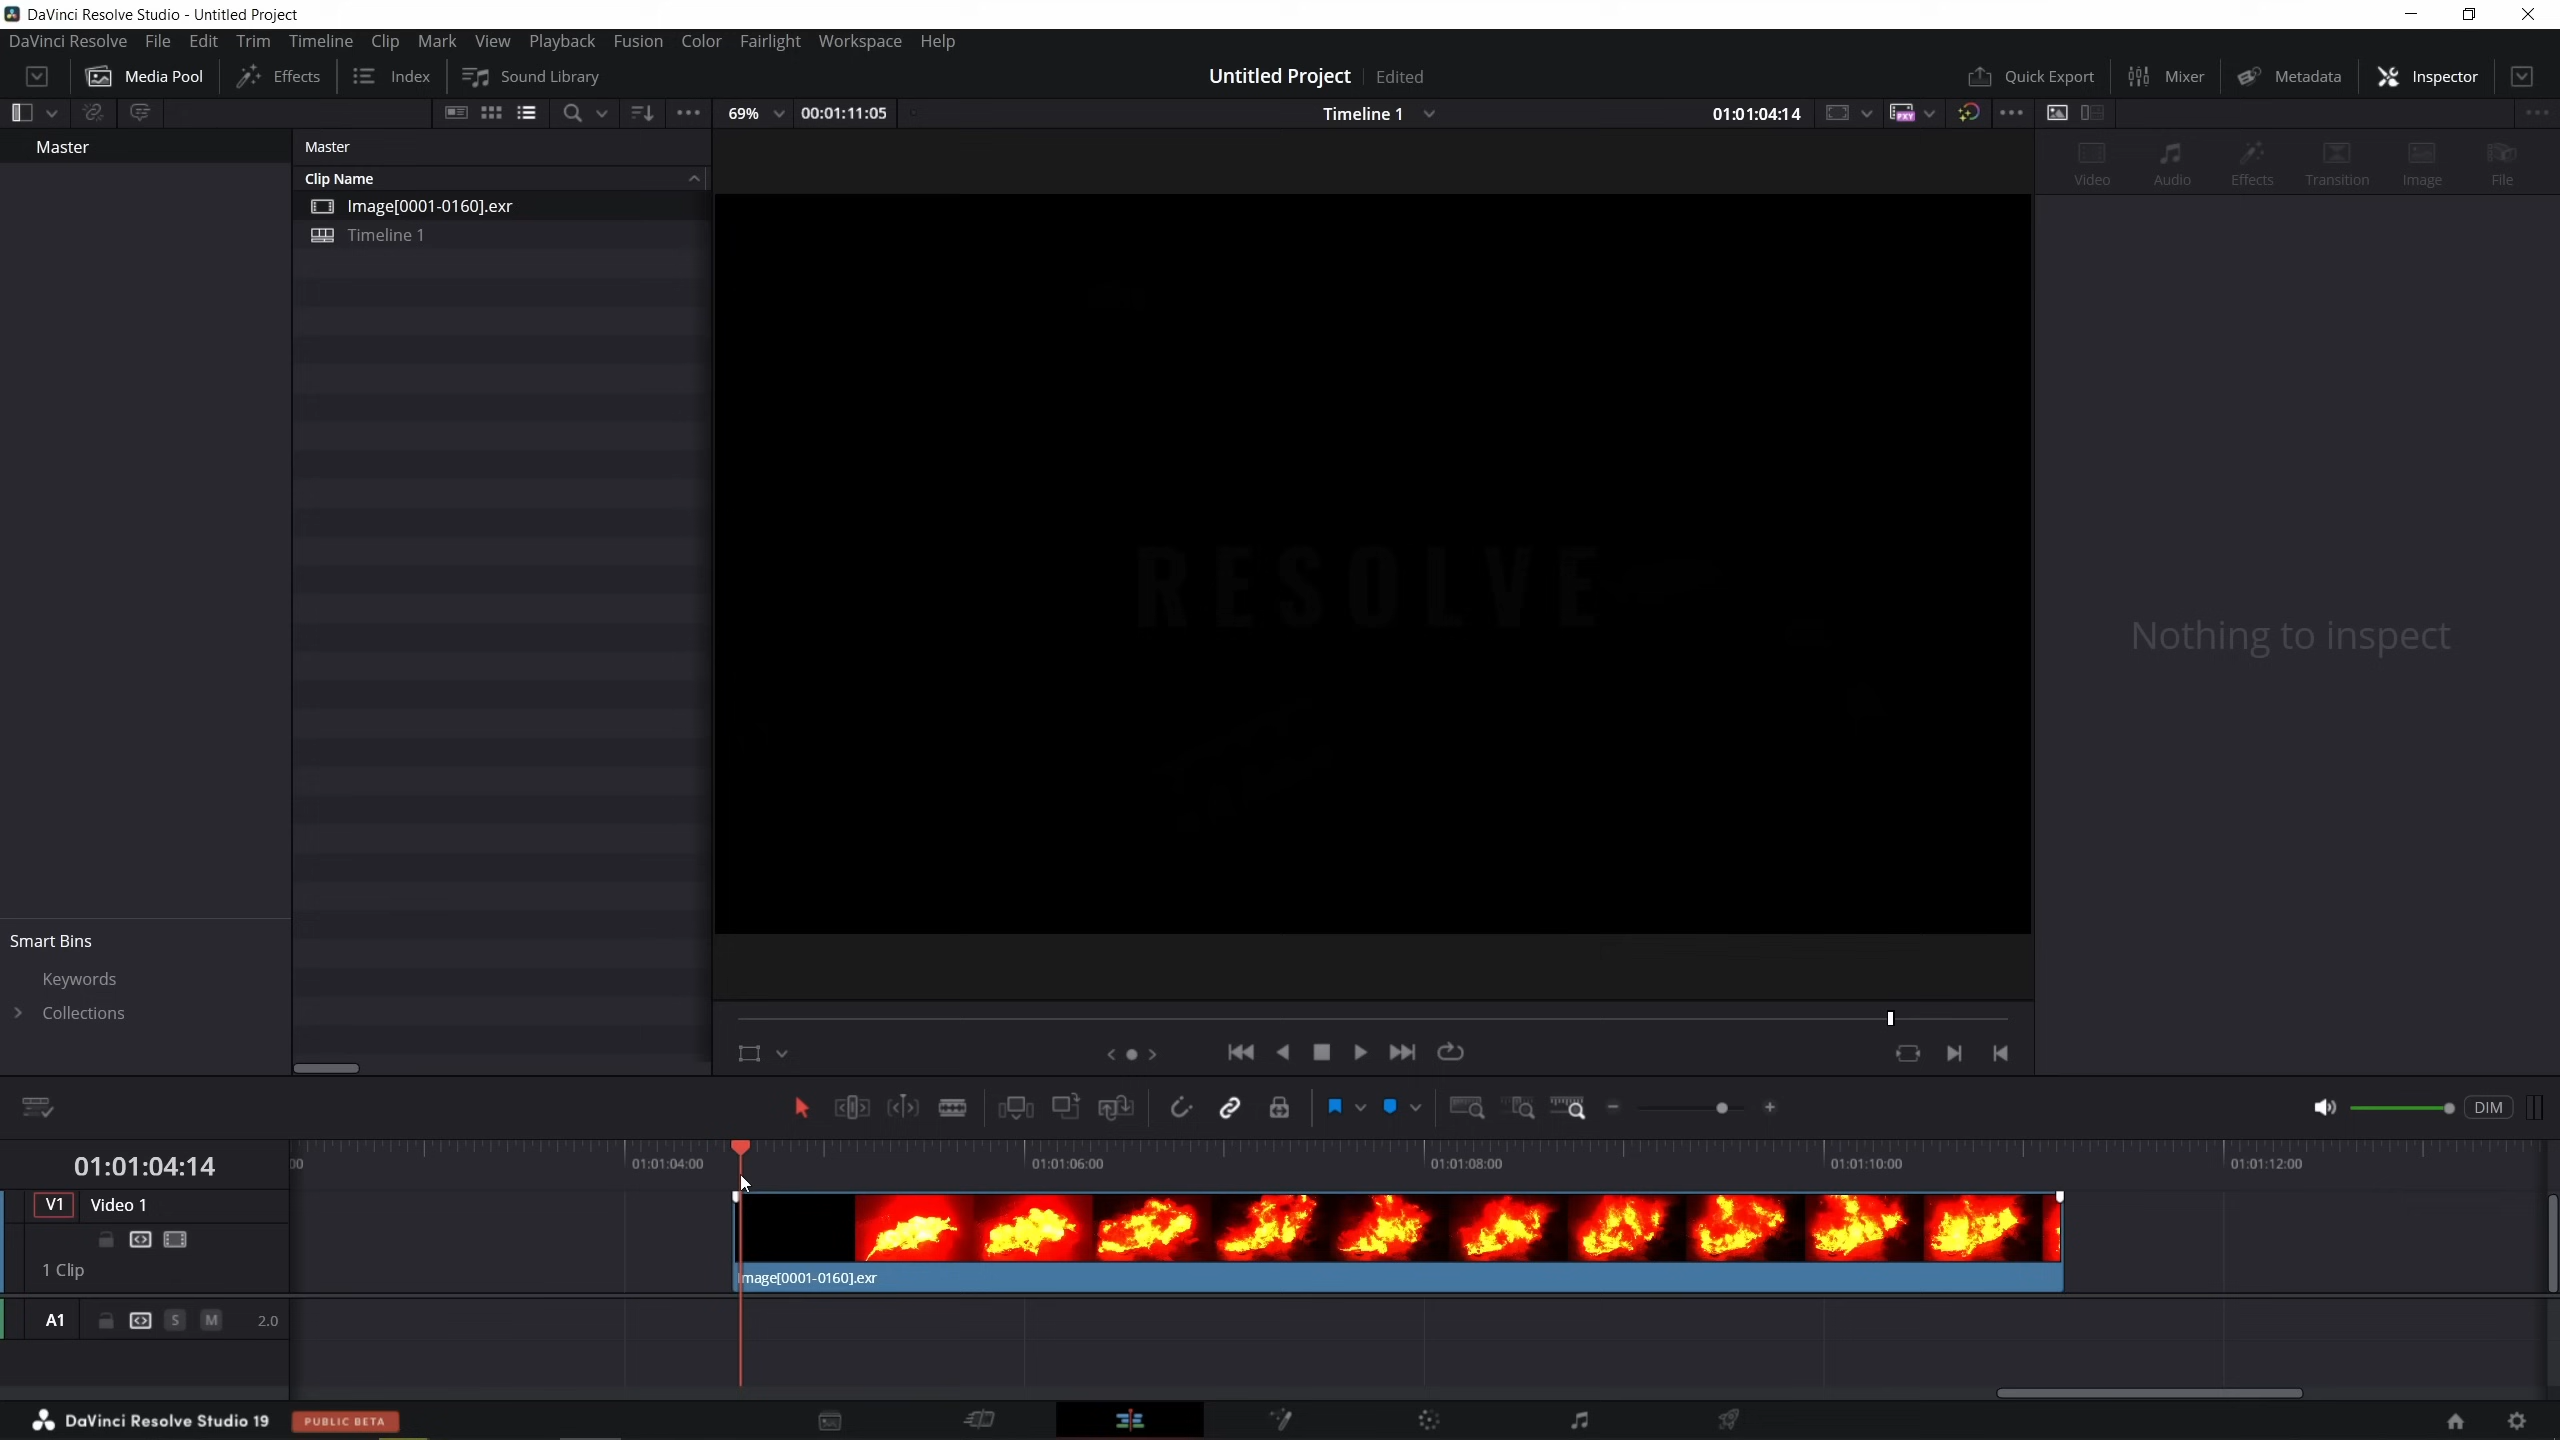 DaVinci Resolve Studio - Untitled Project
DaVinci Resolve File Edit Trim Timeline Clip Mark View Playback Fusion Color Fairlight Workspace Help
Media Pool Effects Index Sound Library Untitled Project Edited Quick Export Mixer Metadata Inspector
69% 00:01:11:05 Timeline 1 01:01:04:14 PXY
Master
Master
Video Audio Effects Transition Image File
Clip Name
Image[0001-0160].exr
Timeline 1
RESOLVE
Nothing to inspect
Smart Bins
Keywords
Collections
DIM
01:01:04:14
00 01:01:04:00 01:01:06:00 01:01:08:00 01:01:10:00 01:01:12:00
V1 Video 1
1 Clip
mage[0001-0160].exr
A1 S M 2.0
DaVinci Resolve Studio 19 PUBLIC BETA